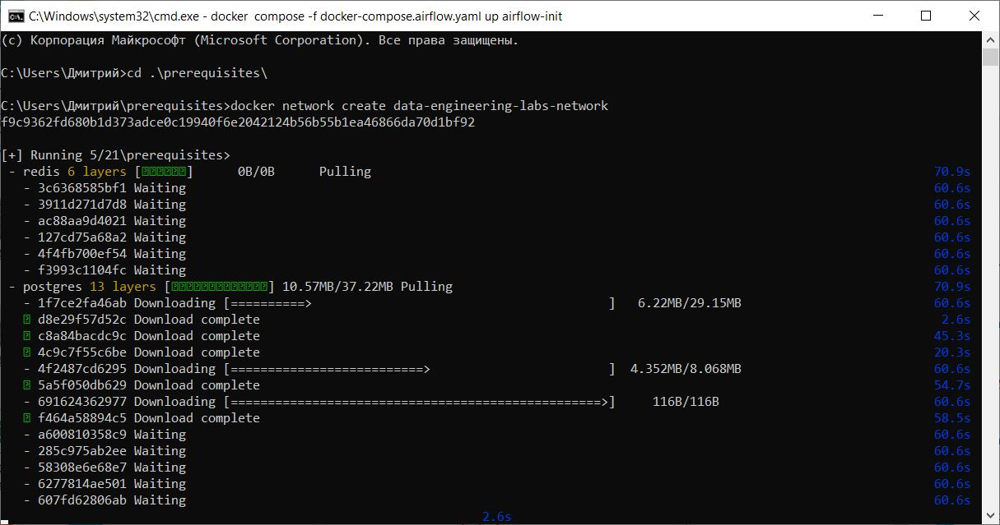 C:\Windows\system32\cmd.exe - docker  compose -f docker-compose.airflow.yaml up airflow-init
(c) Корпорация Майкрософт (Microsoft Corporation). Все права защищены.
C:\Users\Дмитрий>cd .\prerequisites\
C:\Users\Дмитрий\prerequisites>docker network create data-engineering-labs-network
f9c9362fd680b1d373adce0c19940f6e2042124b56b55b1ea46866da70d1bf92
[+] Running 5/21\prerequisites>
- redis 6 layers [⍰⍰⍰⍰⍰⍰]      0B/0B      Pulling 70.9s
- 3c6368585bf1 Waiting 60.6s
- 3911d271d7d8 Waiting 60.6s
- ac88aa9d4021 Waiting 60.6s
- 127cd75a68a2 Waiting 60.6s
- 4f4fb700ef54 Waiting 60.6s
- f3993c1104fc Waiting 60.6s
- postgres 13 layers [⍰⍰⍰⍰⍰⍰⍰⍰⍰⍰⍰⍰⍰] 10.57MB/37.22MB Pulling 70.9s
- 1f7ce2fa46ab Downloading [==========>                                        ]   6.22MB/29.15MB 60.6s
⍰ d8e29f57d52c Download complete 2.6s
⍰ c8a84bacdc9c Download complete 45.3s
⍰ 4c9c7f55c6be Download complete 20.3s
- 4f2487cd6295 Downloading [==========================>                        ]  4.352MB/8.068MB 60.6s
⍰ 5a5f050db629 Download complete 54.7s
- 691624362977 Downloading [==================================================>]     116B/116B 60.6s
⍰ f464a58894c5 Download complete 58.5s
- a600810358c9 Waiting 60.6s
- 285c975ab2ee Waiting 60.6s
- 58308e6e68e7 Waiting 60.6s
- 6277814ae501 Waiting 60.6s
- 607fd62806ab Waiting 60.6s
2.6s